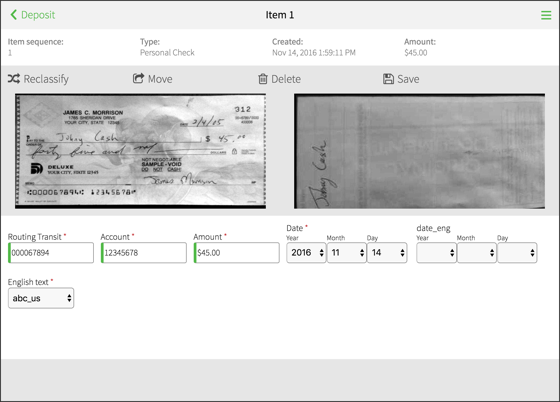 Deposit
Item 1
Item sequence: Type: Created: Amount:
1 Personal Check Nov 14, 2016 1:59:11 PM $45.00
Reclassify Move Delete Save
JAMES C. MORRISON
1765 SHERIDAN DRIVE
YOUR CITY, STATE 12345
312
DATE 2/4/05
Johny Cash $ 45.00
forty five and
DELUXE
YOUR CITY, STATE 12345
NOT NEGOTIABLE
SAMPLE-VOID
DO NOT CASH
James Morrison
000067894 12345678
Johny Cash
Routing Transit * Account * Amount * Date * date_eng
Year Month Day Year Month Day
000067894 12345678 $45.00 2016 11 14
English text *
abc_us